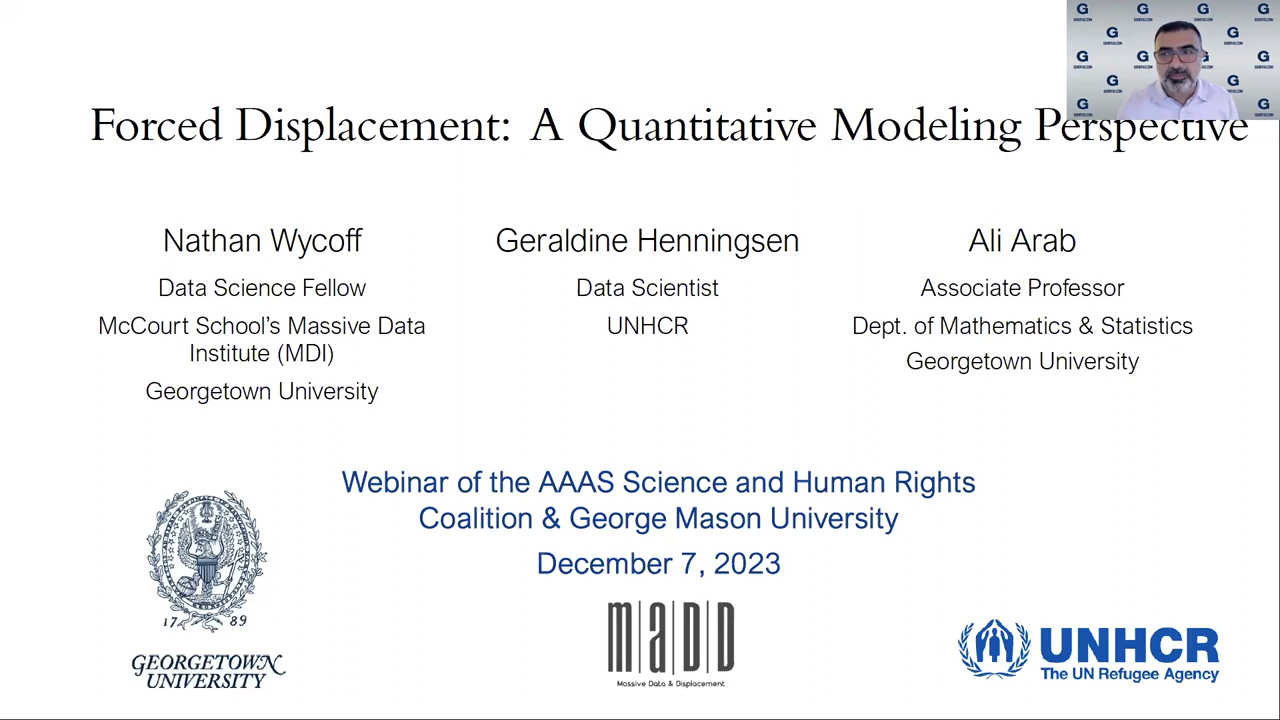 Forced Displacement: A Quantitative Modeling Perspective
Nathan Wycoff
Data Science Fellow
McCourt School's Massive Data
Institute (MDI)
Georgetown University
Geraldine Henningsen
Data Scientist
UNHCR
Ali Arab
Associate Professor
Dept. of Mathematics & Statistics
Georgetown University
Webinar of the AAAS Science and Human Rights
Coalition & George Mason University
December 7, 2023
17 89
GEORGETOWN
UNIVERSITY
maDD
Massive Data & Displacement
UNHCR
The UN Refugee Agency